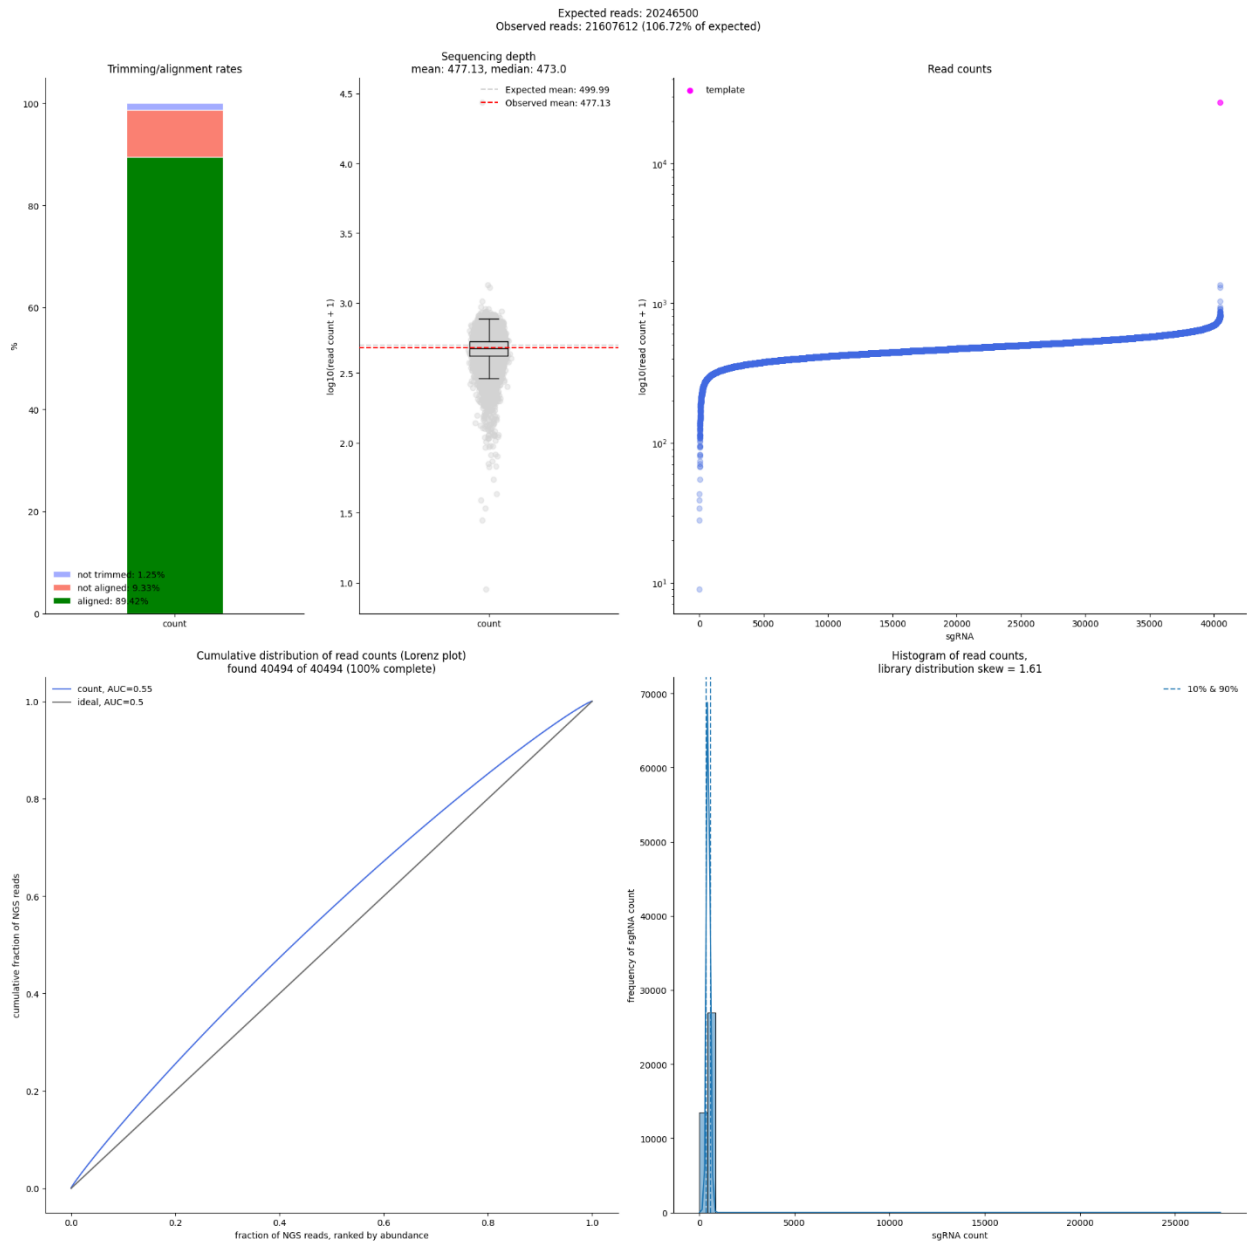 Expected reads: 20246500
Observed reads: 21607612 (106.72% of expected)
Trimming/alignment rates
%
100
80
60
40
20
0
not trimmed: 1.25%
not aligned: 9.33%
aligned: 89.42%
count
Sequencing depth
mean: 477.13, median: 473.0
log10(read count + 1)
4.5
4.0
3.5
3.0
2.5
2.0
1.5
1.0
Expected mean: 499.99
Observed mean: 477.13
count
Read counts
template
log10(read count + 1)
10^4
10^3
10^2
10^1
0 5000 10000 15000 20000 25000 30000 35000 40000
sgRNA
Cumulative distribution of read counts (Lorenz plot)
found 40494 of 40494 (100% complete)
count, AUC=0.55
ideal, AUC=0.5
cumulative fraction of NGS reads
1.0
0.8
0.6
0.4
0.2
0.0
0.0 0.2 0.4 0.6 0.8 1.0
fraction of NGS reads, ranked by abundance
Histogram of read counts,
library distribution skew = 1.61
10% & 90%
frequency of sgRNA count
70000
60000
50000
40000
30000
20000
10000
0
0 5000 10000 15000 20000 25000
sgRNA count